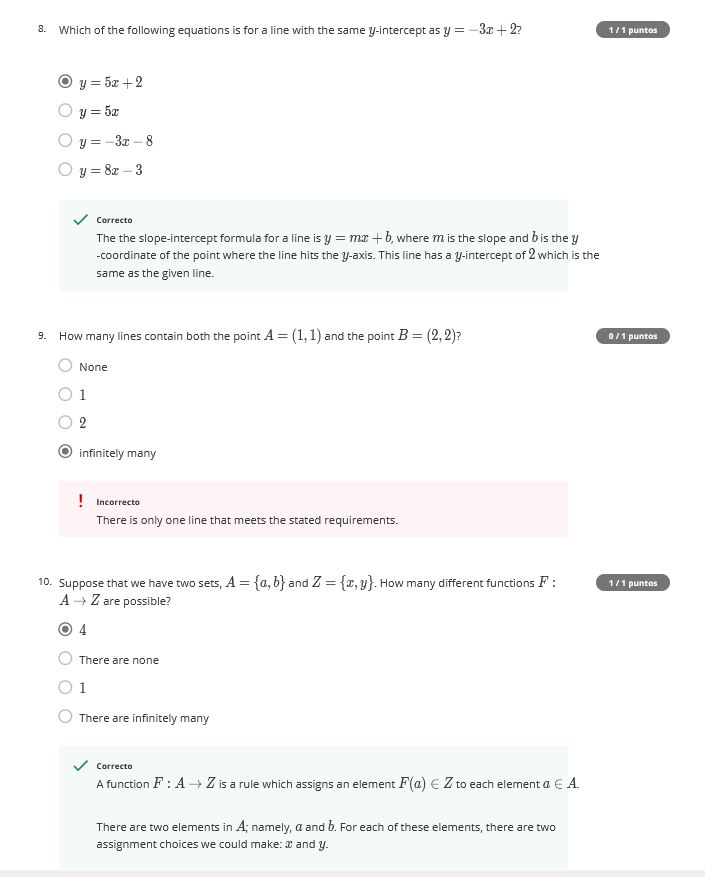 8. Which of the following equations is for a line with the same y-intercept as y = −3x + 2?
1 / 1 puntos
y = 5x + 2
y = 5x
y = −3x − 8
y = 8x − 3
Correcto
The the slope-intercept formula for a line is y = mx + b, where m is the slope and b is the y
-coordinate of the point where the line hits the y-axis. This line has a y-intercept of 2 which is the
same as the given line.
9. How many lines contain both the point A = (1, 1) and the point B = (2, 2)?
0 / 1 puntos
None
1
2
infinitely many
Incorrecto
There is only one line that meets the stated requirements.
10. Suppose that we have two sets, A = {a, b} and Z = {x, y}. How many different functions F :
A → Z are possible?
1 / 1 puntos
4
There are none
1
There are infinitely many
Correcto
A function F : A → Z is a rule which assigns an element F(a) ∈ Z to each element a ∈ A.
There are two elements in A; namely, a and b. For each of these elements, there are two
assignment choices we could make: x and y.